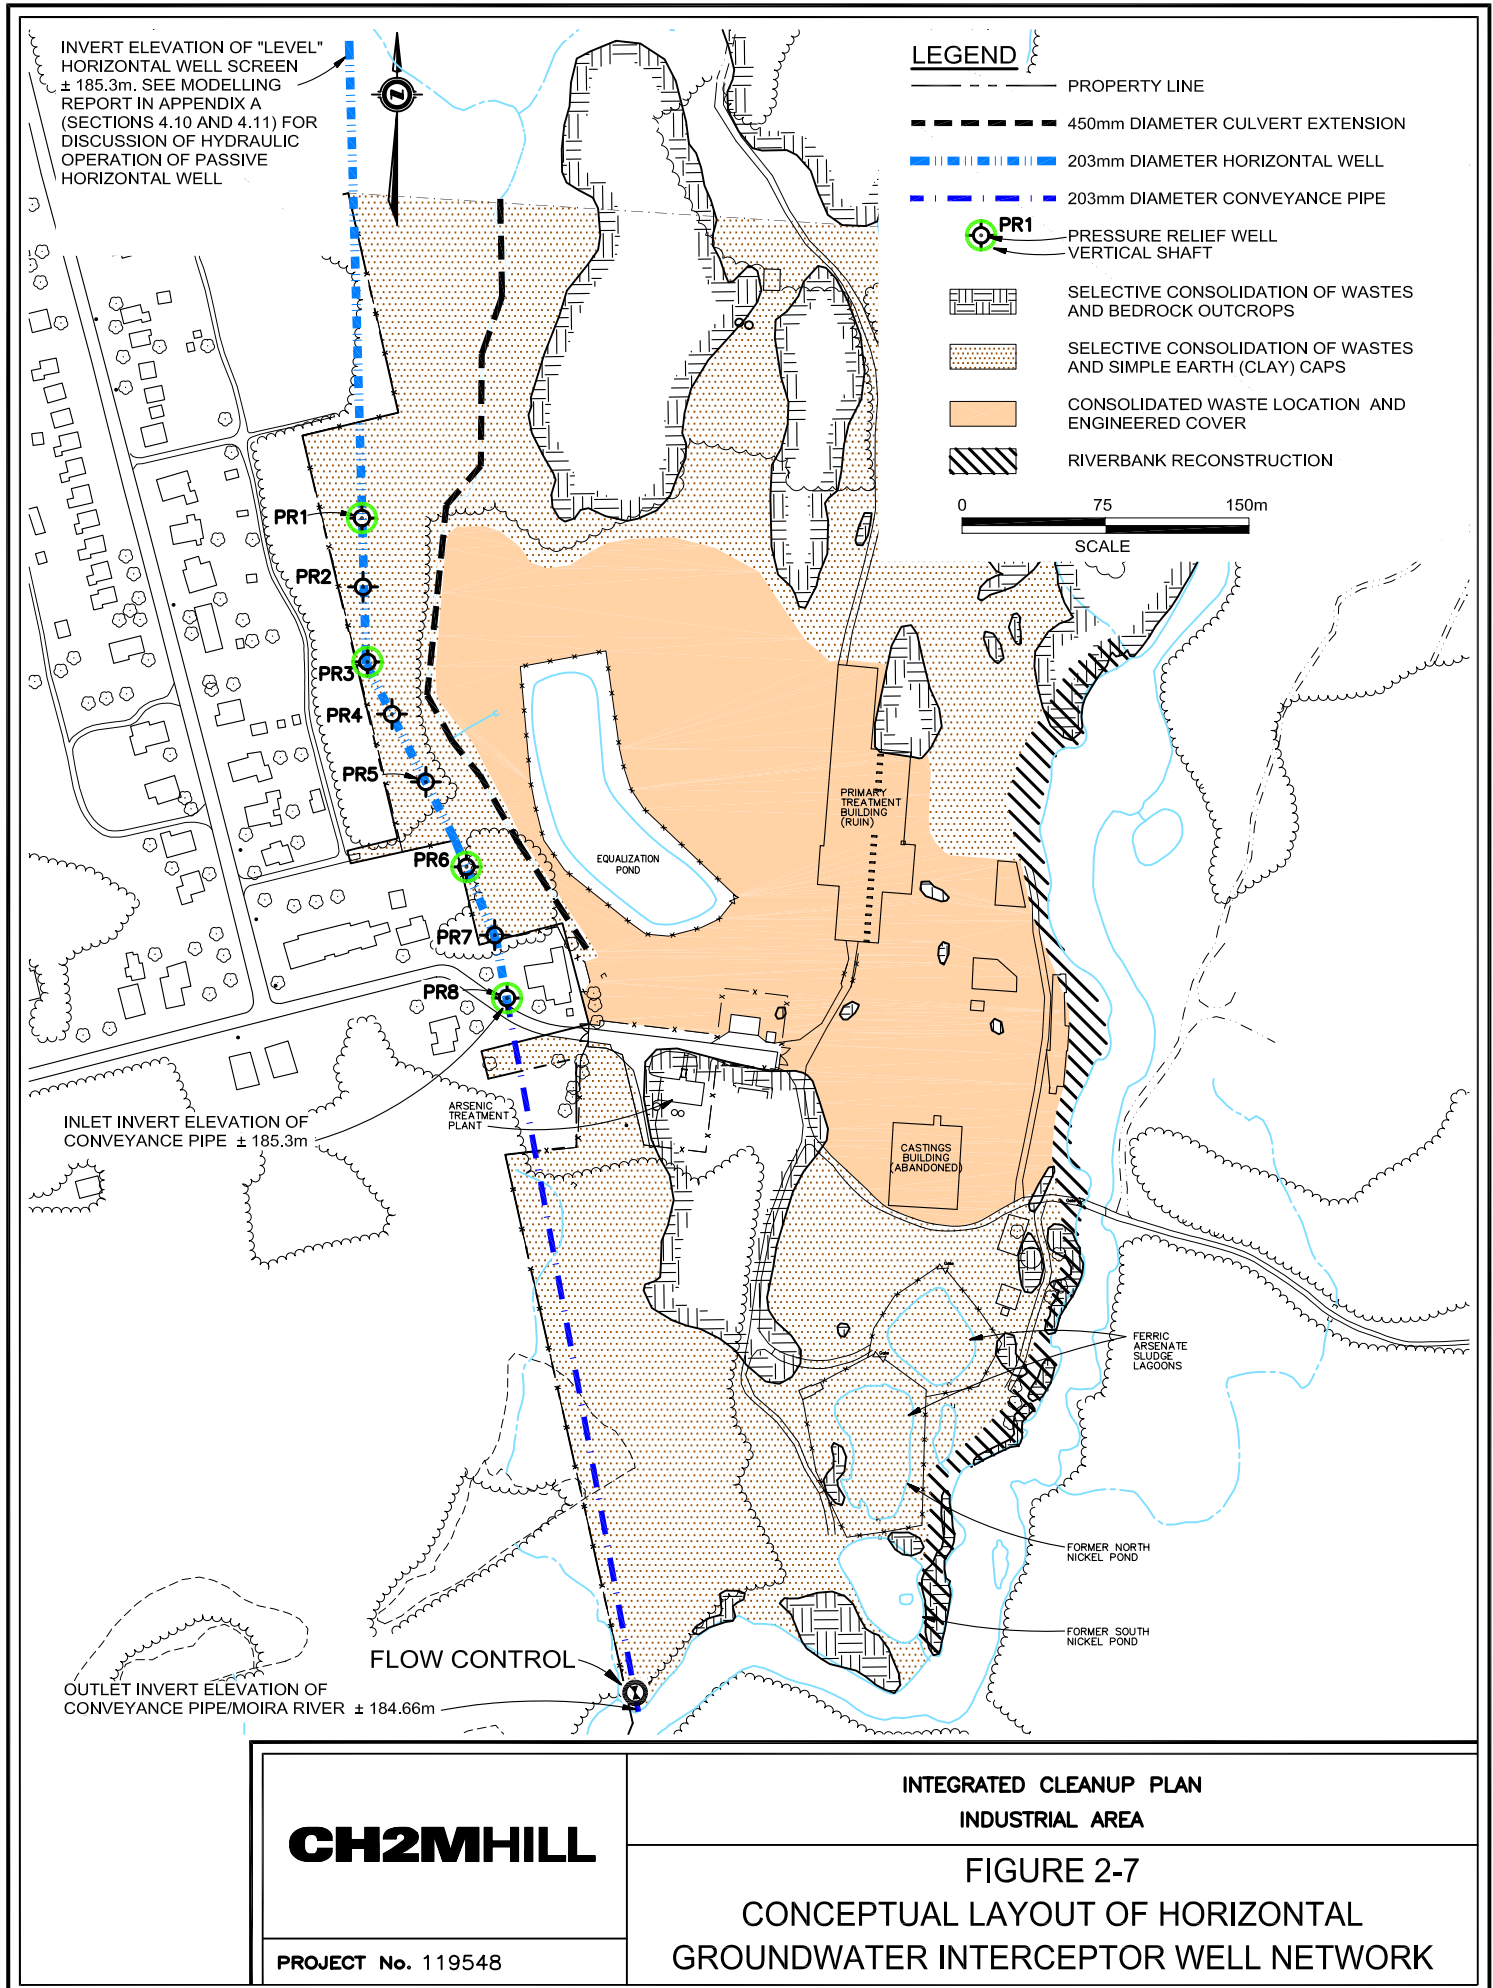 INVERT ELEVATION OF "LEVEL"
HORIZONTAL WELL SCREEN
± 185.3m. SEE MODELLING
REPORT IN APPENDIX A
(SECTIONS 4.10 AND 4.11) FOR
DISCUSSION OF HYDRAULIC
OPERATION OF PASSIVE
HORIZONTAL WELL
LEGEND
PROPERTY LINE
450mm DIAMETER CULVERT EXTENSION
203mm DIAMETER HORIZONTAL WELL
203mm DIAMETER CONVEYANCE PIPE
PR1
PRESSURE RELIEF WELL
VERTICAL SHAFT
SELECTIVE CONSOLIDATION OF WASTES
AND BEDROCK OUTCROPS
SELECTIVE CONSOLIDATION OF WASTES
AND SIMPLE EARTH (CLAY) CAPS
CONSOLIDATED WASTE LOCATION AND
ENGINEERED COVER
RIVERBANK RECONSTRUCTION
0 75 150m
SCALE
PR1
PR2
PR3
PR4
PR5
PR6
PR7
PR8
PRIMARY
TREATMENT
BUILDING
(RUIN)
EQUALIZATION
POND
INLET INVERT ELEVATION OF
CONVEYANCE PIPE ± 185.3m
ARSENIC
TREATMENT
PLANT
CASTINGS
BUILDING
(ABANDONED)
FERRIC
ARSENATE
SLUDGE
LAGOONS
FORMER NORTH
NICKEL POND
FORMER SOUTH
NICKEL POND
FLOW CONTROL
OUTLET INVERT ELEVATION OF
CONVEYANCE PIPE/MOIRA RIVER ± 184.66m
CH2MHILL
PROJECT No. 119548
INTEGRATED CLEANUP PLAN
INDUSTRIAL AREA
FIGURE 2-7
CONCEPTUAL LAYOUT OF HORIZONTAL
GROUNDWATER INTERCEPTOR WELL NETWORK